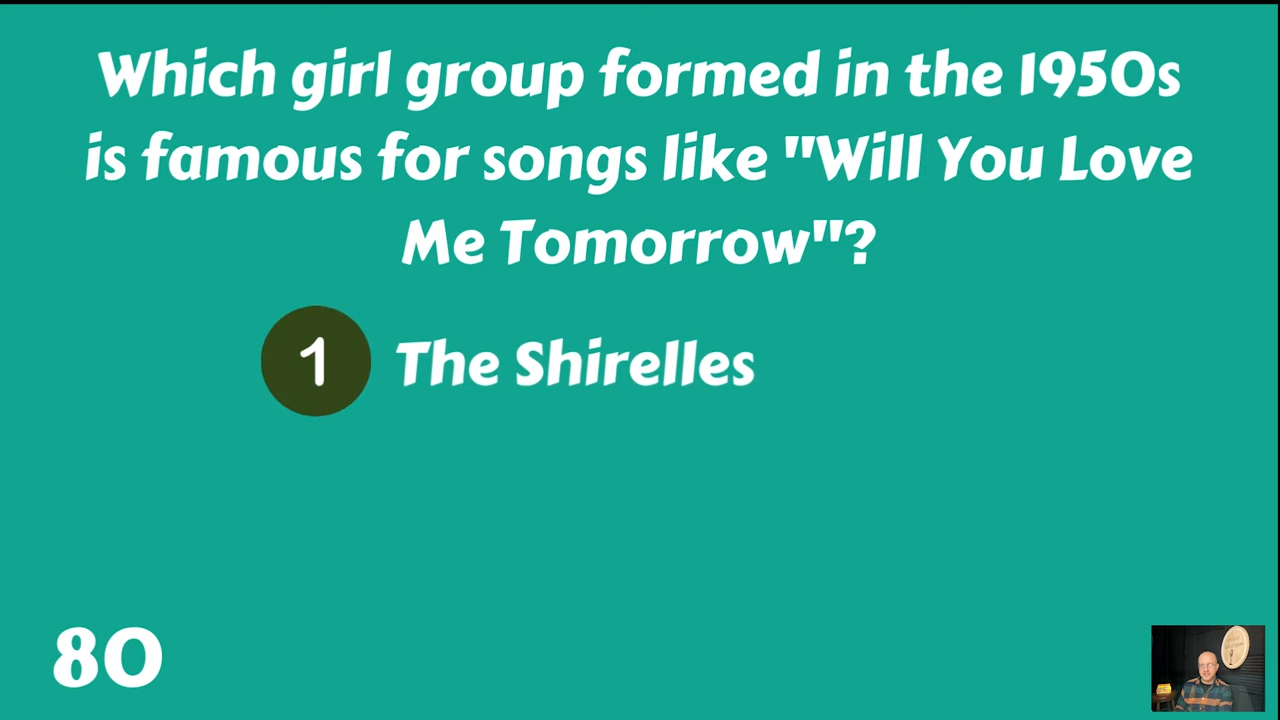 Which girl group formed in the 1950s
is famous for songs like "Will You Love
Me Tomorrow"?
1 The Shirelles
80